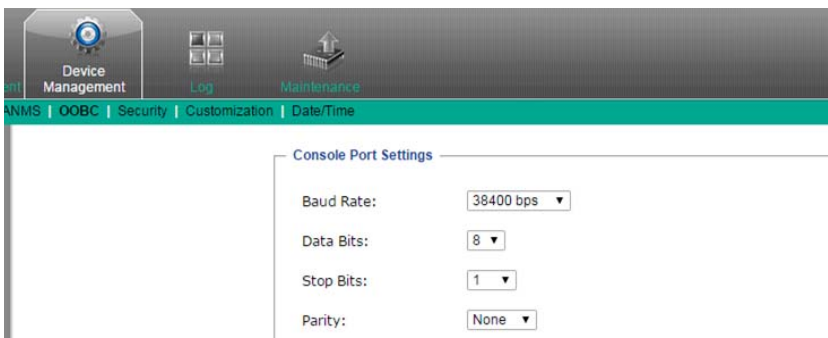 Device
Management
Log
Maintenance
ANMS | OOBC | Security | Customization | Date/Time
Console Port Settings
Baud Rate: 38400 bps
Data Bits: 8
Stop Bits: 1
Parity: None